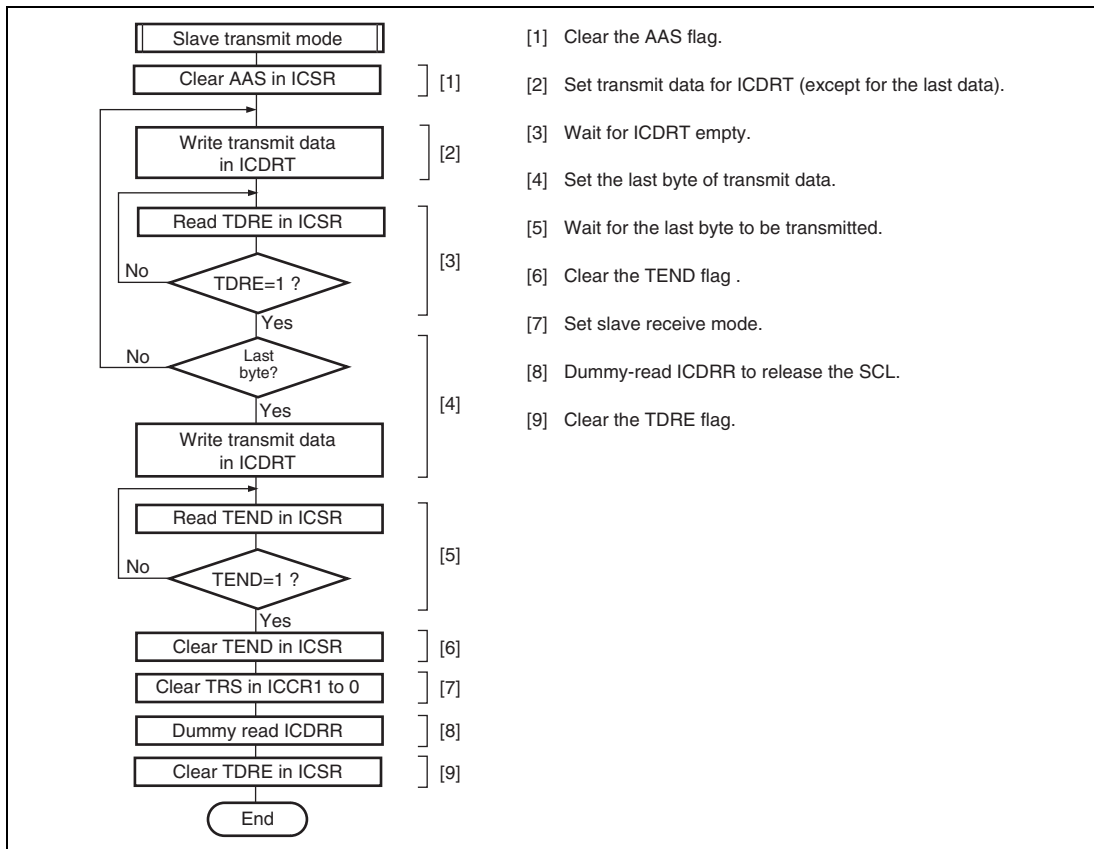 Slave transmit mode
Clear AAS in ICSR
[1]
Write transmit data
in ICDRT
[2]
Read TDRE in ICSR
No
TDRE=1 ?
[3]
Yes
No
Last
byte?
Yes
[4]
Write transmit data
in ICDRT
Read TEND in ICSR
No
TEND=1 ?
[5]
Yes
Clear TEND in ICSR
[6]
Clear TRS in ICCR1 to 0
[7]
Dummy read ICDRR
[8]
Clear TDRE in ICSR
[9]
End
[1] Clear the AAS flag.
[2] Set transmit data for ICDRT (except for the last data).
[3] Wait for ICDRT empty.
[4] Set the last byte of transmit data.
[5] Wait for the last byte to be transmitted.
[6] Clear the TEND flag .
[7] Set slave receive mode.
[8] Dummy-read ICDRR to release the SCL.
[9] Clear the TDRE flag.